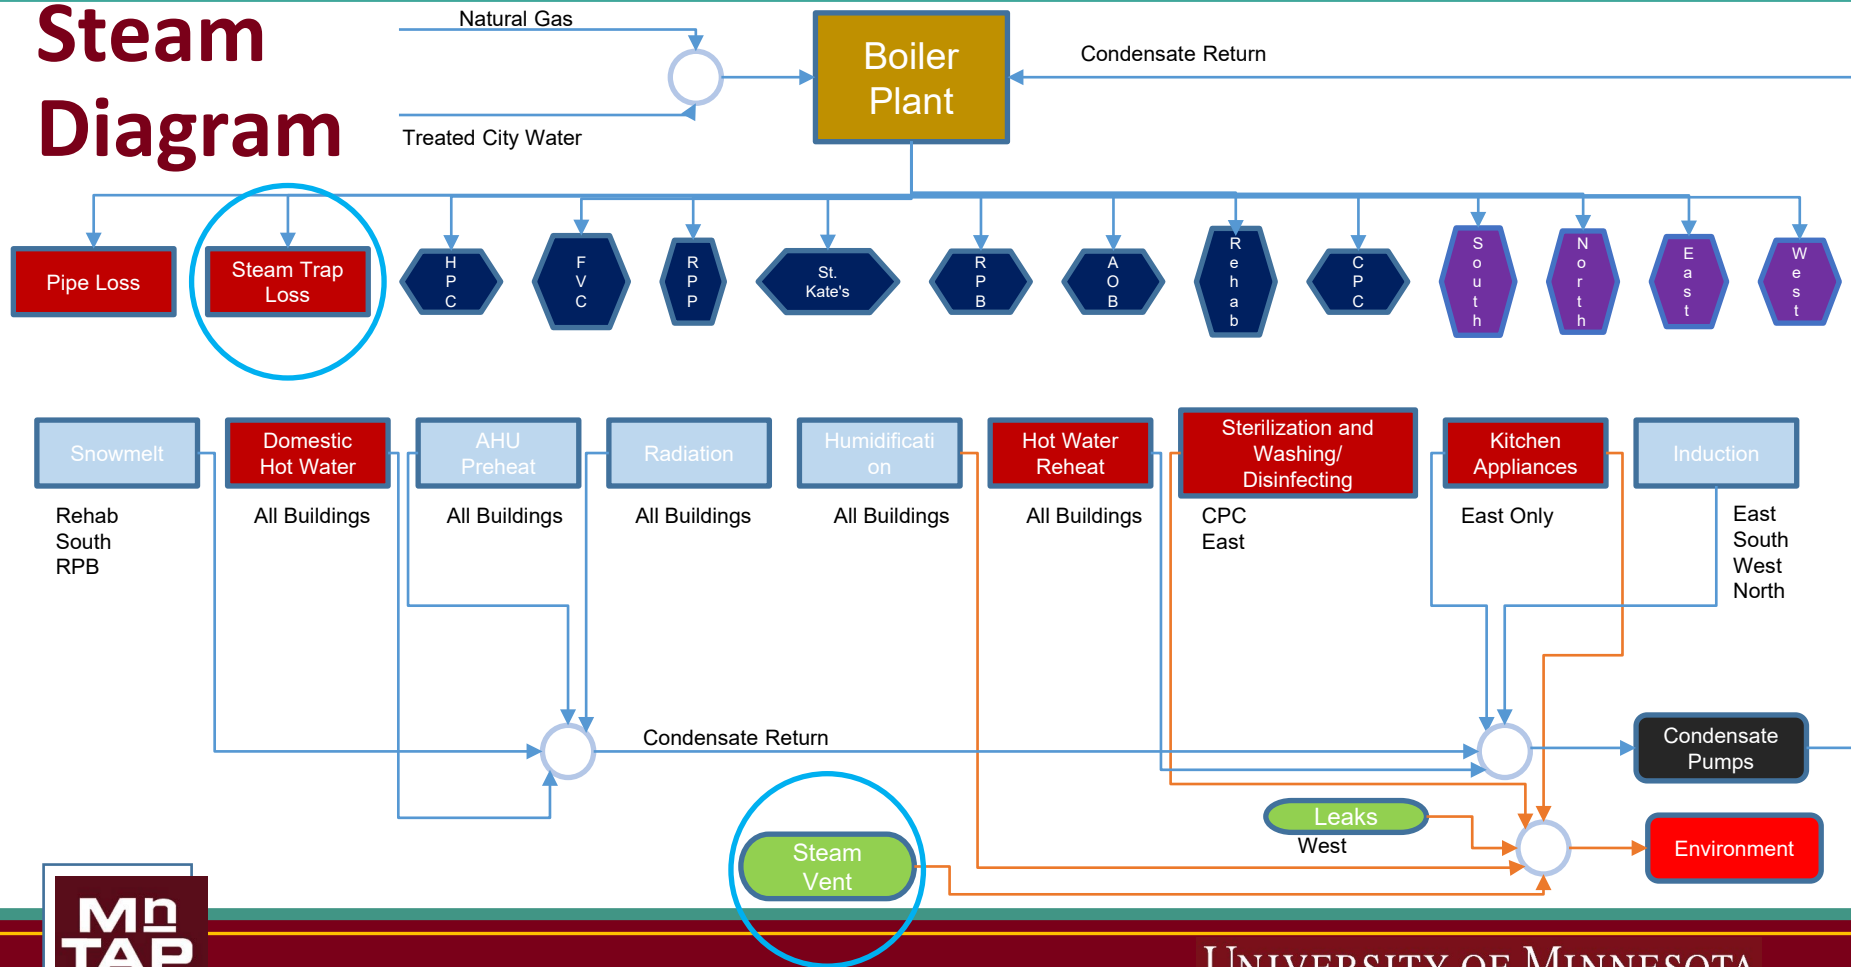 Steam
Diagram
Natural Gas
Treated City Water
Boiler
Plant
Condensate Return
Pipe Loss
Steam Trap
Loss
H
P
C
F
V
C
R
P
P
St.
Kate's
R
P
B
A
O
B
R
e
h
a
b
C
P
C
S
o
u
t
h
N
o
r
t
h
E
a
s
t
W
e
s
t
Snowmelt
Domestic
Hot Water
AHU
Preheat
Radiation
Humidificati
on
Hot Water
Reheat
Sterilization and
Washing/
Disinfecting
Kitchen
Appliances
Induction
Rehab
South
RPB
All Buildings
All Buildings
All Buildings
All Buildings
All Buildings
CPC
East
East Only
East
South
West
North
Condensate Return
Condensate
Pumps
Leaks
West
Steam
Vent
Environment
Mn
TAP
UNIVERSITY OF MINNESOTA